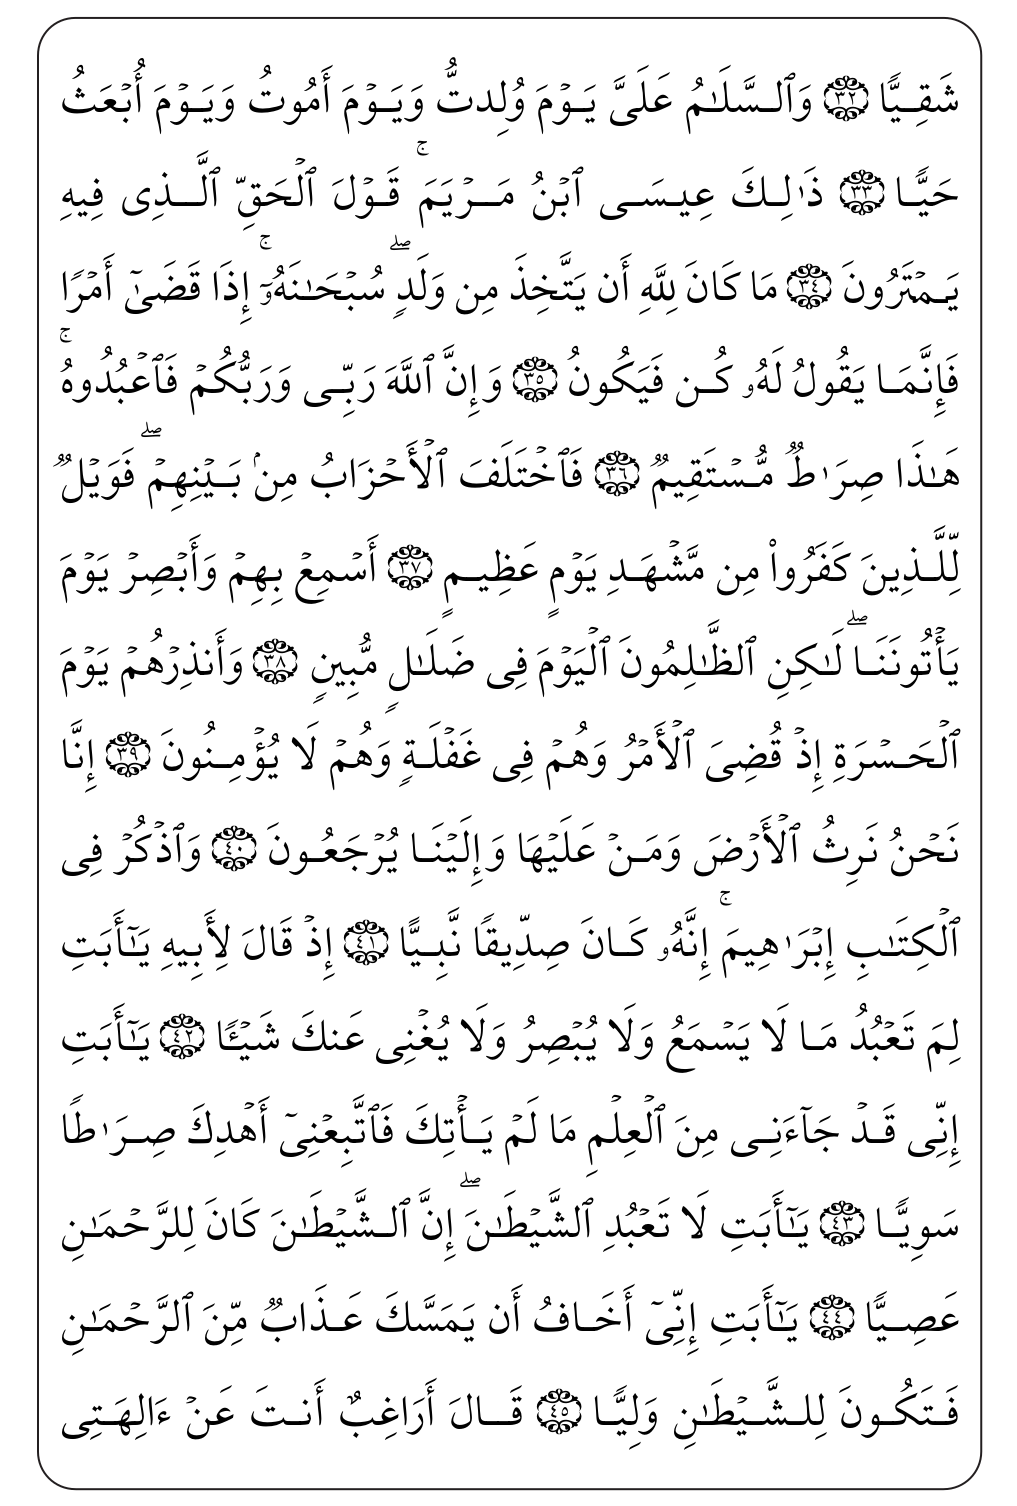 شَقِيًّا ٣٢ وَٱلسَّلَـٰمُ عَلَىَّ يَوْمَ وُلِدتُّ وَيَوْمَ أَمُوتُ وَيَوْمَ أُبْعَثُ
حَيًّا ٣٣ ذَٰلِكَ عِيسَى ٱبْنُ مَرْيَمَ ۚ قَوْلَ ٱلْحَقِّ ٱلَّذِى فِيهِ
يَمْتَرُونَ ٣٤ مَا كَانَ لِلَّهِ أَن يَتَّخِذَ مِن وَلَدٍ ۖ سُبْحَـٰنَهُۥٓ ۚ إِذَا قَضَىٰٓ أَمْرًا
فَإِنَّمَا يَقُولُ لَهُۥ كُن فَيَكُونُ ٣٥ وَإِنَّ ٱللَّهَ رَبِّى وَرَبُّكُمْ فَٱعْبُدُوهُ ۚ
هَـٰذَا صِرَٰطٌ مُّسْتَقِيمٌ ٣٦ فَٱخْتَلَفَ ٱلْأَحْزَابُ مِنۢ بَيْنِهِمْ ۖ فَوَيْلٌ
لِّلَّذِينَ كَفَرُوا۟ مِن مَّشْهَدِ يَوْمٍ عَظِيمٍ ٣٧ أَسْمِعْ بِهِمْ وَأَبْصِرْ يَوْمَ
يَأْتُونَنَا ۖ لَـٰكِنِ ٱلظَّـٰلِمُونَ ٱلْيَوْمَ فِى ضَلَـٰلٍ مُّبِينٍ ٣٨ وَأَنذِرْهُمْ يَوْمَ
ٱلْحَسْرَةِ إِذْ قُضِىَ ٱلْأَمْرُ وَهُمْ فِى غَفْلَةٍ وَهُمْ لَا يُؤْمِنُونَ ٣٩ إِنَّا
نَحْنُ نَرِثُ ٱلْأَرْضَ وَمَنْ عَلَيْهَا وَإِلَيْنَا يُرْجَعُونَ ٤٠ وَٱذْكُرْ فِى
ٱلْكِتَـٰبِ إِبْرَٰهِيمَ ۚ إِنَّهُۥ كَانَ صِدِّيقًا نَّبِيًّا ٤١ إِذْ قَالَ لِأَبِيهِ يَـٰٓأَبَتِ
لِمَ تَعْبُدُ مَا لَا يَسْمَعُ وَلَا يُبْصِرُ وَلَا يُغْنِى عَنكَ شَيْـًٔا ٤٢ يَـٰٓأَبَتِ
إِنِّى قَدْ جَآءَنِى مِنَ ٱلْعِلْمِ مَا لَمْ يَأْتِكَ فَٱتَّبِعْنِىٓ أَهْدِكَ صِرَٰطًا
سَوِيًّا ٤٣ يَـٰٓأَبَتِ لَا تَعْبُدِ ٱلشَّيْطَـٰنَ ۖ إِنَّ ٱلشَّيْطَـٰنَ كَانَ لِلرَّحْمَـٰنِ
عَصِيًّا ٤٤ يَـٰٓأَبَتِ إِنِّىٓ أَخَافُ أَن يَمَسَّكَ عَذَابٌ مِّنَ ٱلرَّحْمَـٰنِ
فَتَكُونَ لِلشَّيْطَـٰنِ وَلِيًّا ٤٥ قَالَ أَرَاغِبٌ أَنتَ عَنْ ءَالِهَتِى